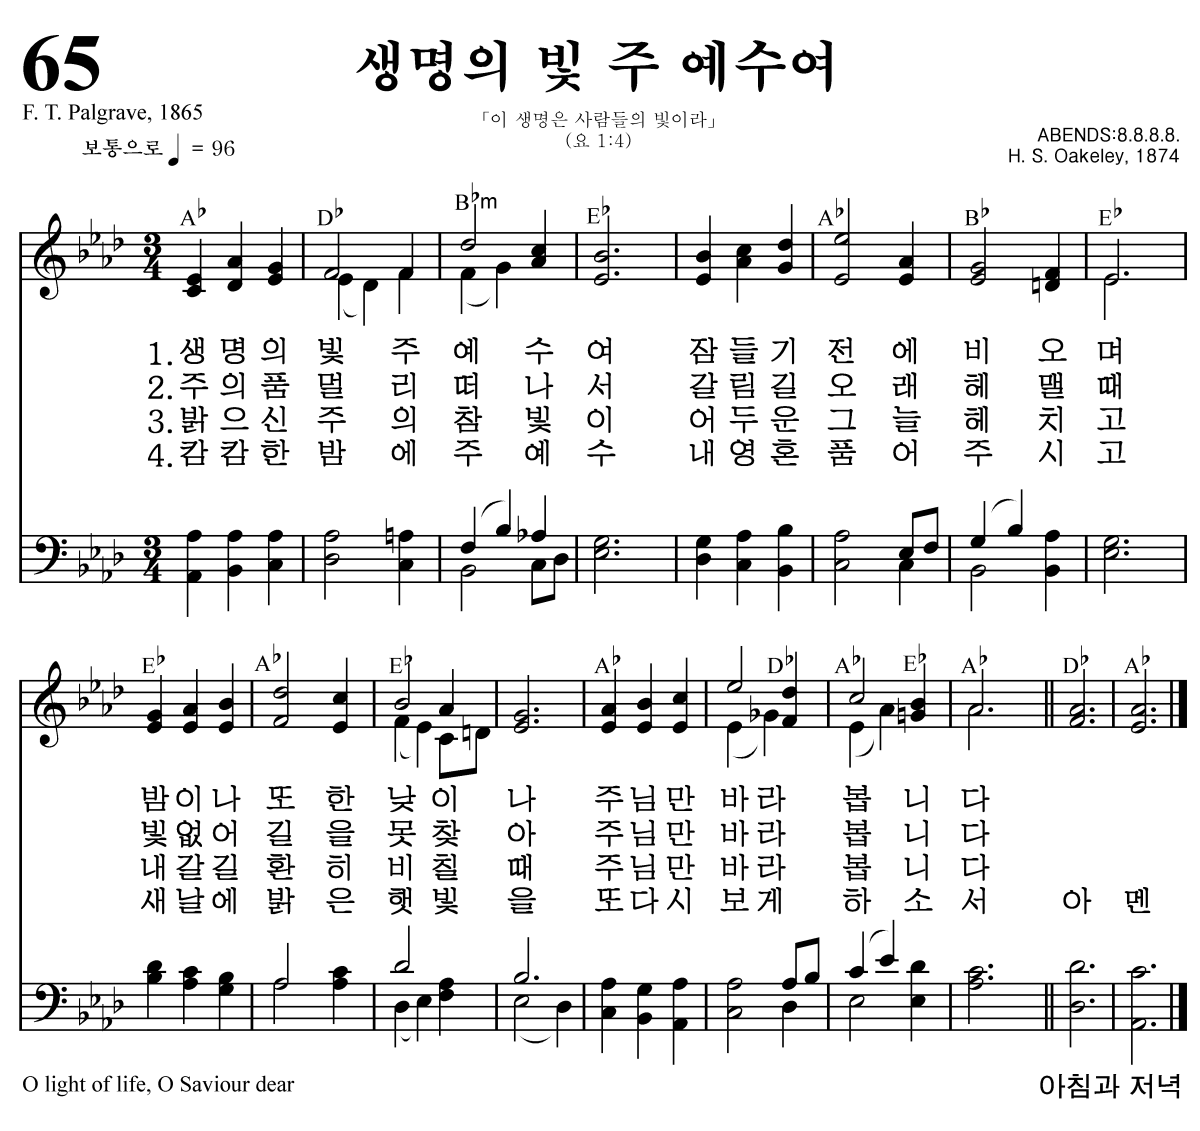 65
생명의 빛 주 예수여
F. T. Palgrave, 1865
「이 생명은 사람들의 빛이라」
(요 1:4)
보통으로 ♩ = 96
ABENDS:8.8.8.8.
H. S. Oakeley, 1874
A♭ D♭ B♭m E♭ A♭ B♭ E♭
3/4
1. 생 명 의 빛 주 예 수 여 잠 들 기 전 에 비 오 며
2. 주 의 품 멀 리 떠 나 서 갈 림 길 오 래 헤 맬 때
3. 밝 으 신 주 의 참 빛 이 어 두 운 그 늘 헤 치 고
4. 캄 캄 한 밤 에 주 예 수 내 영 혼 품 어 주 시 고
3/4
E♭ A♭ E♭ A♭ D♭ A♭ E♭ A♭ D♭ A♭
밤 이 나 또 한 낮 이 나 주 님 만 바 라 봅 니 다
빛 없 어 길 을 못 찾 아 주 님 만 바 라 봅 니 다
내 갈 길 환 히 비 칠 때 주 님 만 바 라 봅 니 다
새 날 에 밝 은 햇 빛 을 또 다 시 보 게 하 소 서 아 멘
O light of life, O Saviour dear
아침과 저녁